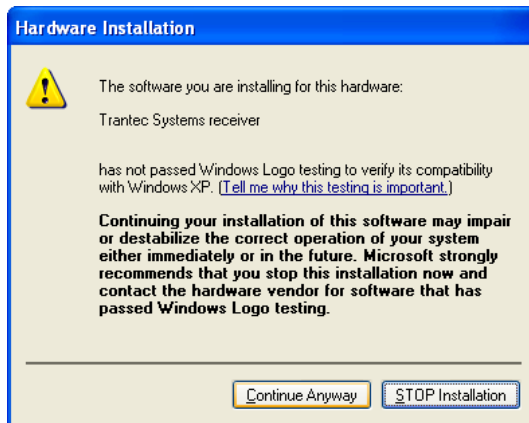 Hardware Installation
The software you are installing for this hardware:
Trantec Systems receiver
has not passed Windows Logo testing to verify its compatibility
with Windows XP. (Tell me why this testing is important.)
Continuing your installation of this software may impair
or destabilize the correct operation of your system
either immediately or in the future. Microsoft strongly
recommends that you stop this installation now and
contact the hardware vendor for software that has
passed Windows Logo testing.
Continue Anyway
STOP Installation